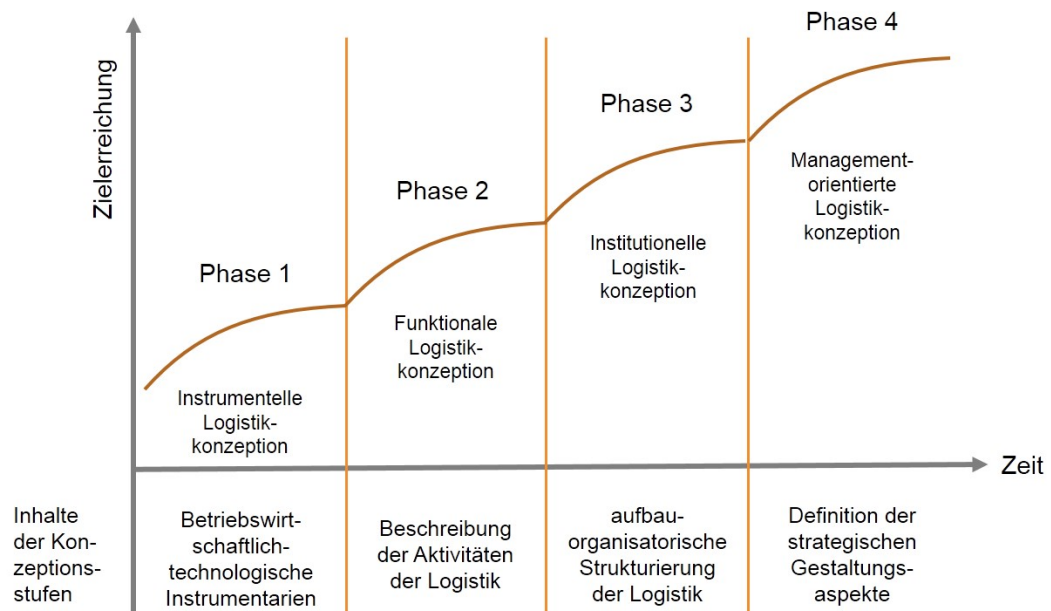 Zielerreichung
Phase 1
Instrumentelle
Logistik-
konzeption
Phase 2
Funktionale
Logistik-
konzeption
Phase 3
Institutionelle
Logistik-
konzeption
Phase 4
Management-
orientierte
Logistik-
konzeption
Zeit
Inhalte
der Kon-
zeptions-
stufen
Betriebswirt-
schaftlich-
technologische
Instrumentarien
Beschreibung
der Aktivitäten
der Logistik
aufbau-
organisatorische
Strukturierung
der Logistik
Definition der
strategischen
Gestaltungs-
aspekte